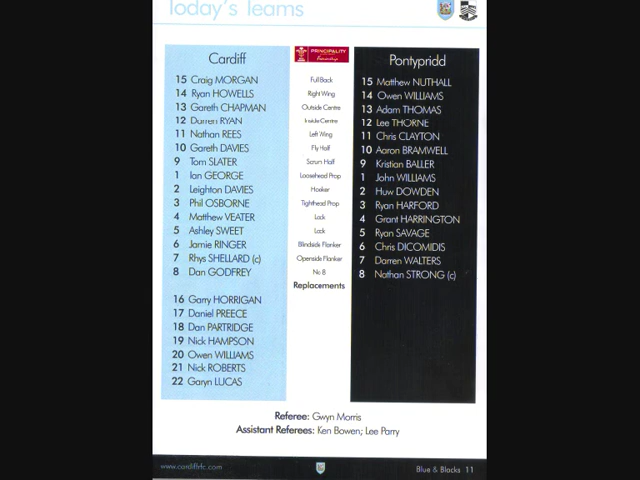 Today's Teams
Cardiff
PRINCIPALITY
Pontypridd
15 Craig MORGAN Full Back 15 Matthew NUTHALL
14 Ryan HOWELLS Right Wing 14 Owen WILLIAMS
13 Gareth CHAPMAN Outside Centre 13 Adam THOMAS
12 Darren RYAN Inside Centre 12 Lee THORNE
11 Nathan REES Left Wing 11 Chris CLAYTON
10 Gareth DAVIES Fly Half 10 Aaron BRAMWELL
9 Tom SLATER Scrum Half 9 Kristian BALLER
1 Ian GEORGE Loosehead Prop 1 John WILLIAMS
2 Leighton DAVIES Hooker 2 Huw DOWDEN
3 Phil OSBORNE Tighthead Prop 3 Ryan HARFORD
4 Matthew VEATER Lock 4 Grant HARRINGTON
5 Ashley SWEET Lock 5 Ryan SAVAGE
6 Jamie RINGER Blindside Flanker 6 Chris DICOMIDIS
7 Rhys SHELLARD (c) Openside Flanker 7 Darren WALTERS
8 Dan GODFREY No 8 8 Nathan STRONG (c)
Replacements
16 Garry HORRIGAN
17 Daniel PREECE
18 Dan PARTRIDGE
19 Nick HAMPSON
20 Owen WILLIAMS
21 Nick ROBERTS
22 Garyn LUCAS
Referee: Gwyn Morris
Assistant Referees: Ken Bowen; Lee Parry
www.cardiffrfc.com
Blue & Blacks 11